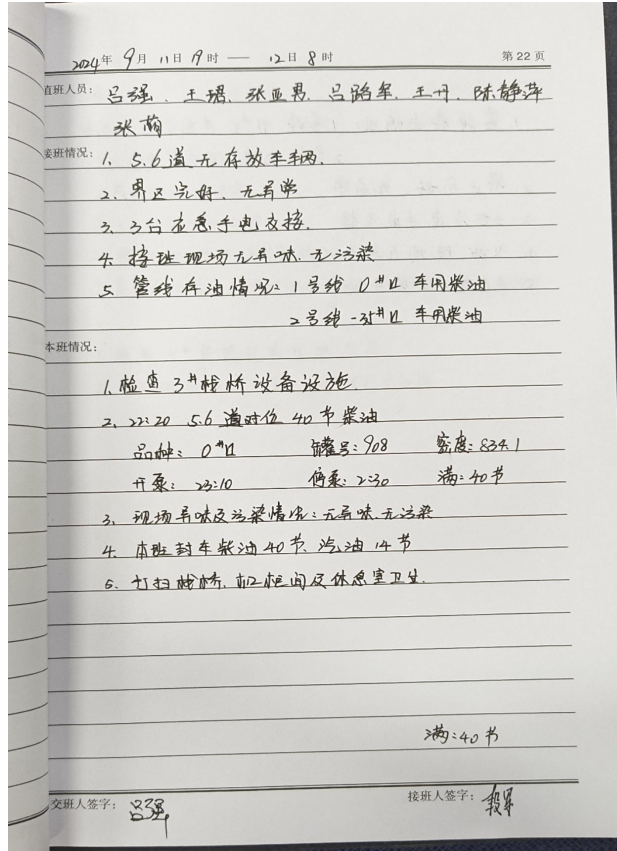 2024年 9月 11日 19时 —— 12日 8时 第 22 页
值班人员: 吕强、王珺、张亚男、吕路军、王丹、陈静萍
张萌
接班情况: 1. 5.6道无存放车辆.
2. 界区完好、无异常
3. 3台应急手电交接.
4. 接班现场无异味、无污染
5. 管线存油情况: 1号线 0#Ⅵ 车用柴油
2号线 -35#Ⅵ 车用柴油
本班情况:
1. 检查3#栈桥设备设施
2. 22:20 5.6道对位40节柴油
品种: 0#Ⅵ 罐号: 908 密度: 834.1
开泵: 23:10 停泵: 2:30 满: 40节
3. 现场异味及污染情况: 无异味、无污染
4. 本班封车柴油40节、汽油14节
5. 打扫栈桥、机柜间及休息室卫生.
满: 40节
交班人签字: 吕强 接班人签字: